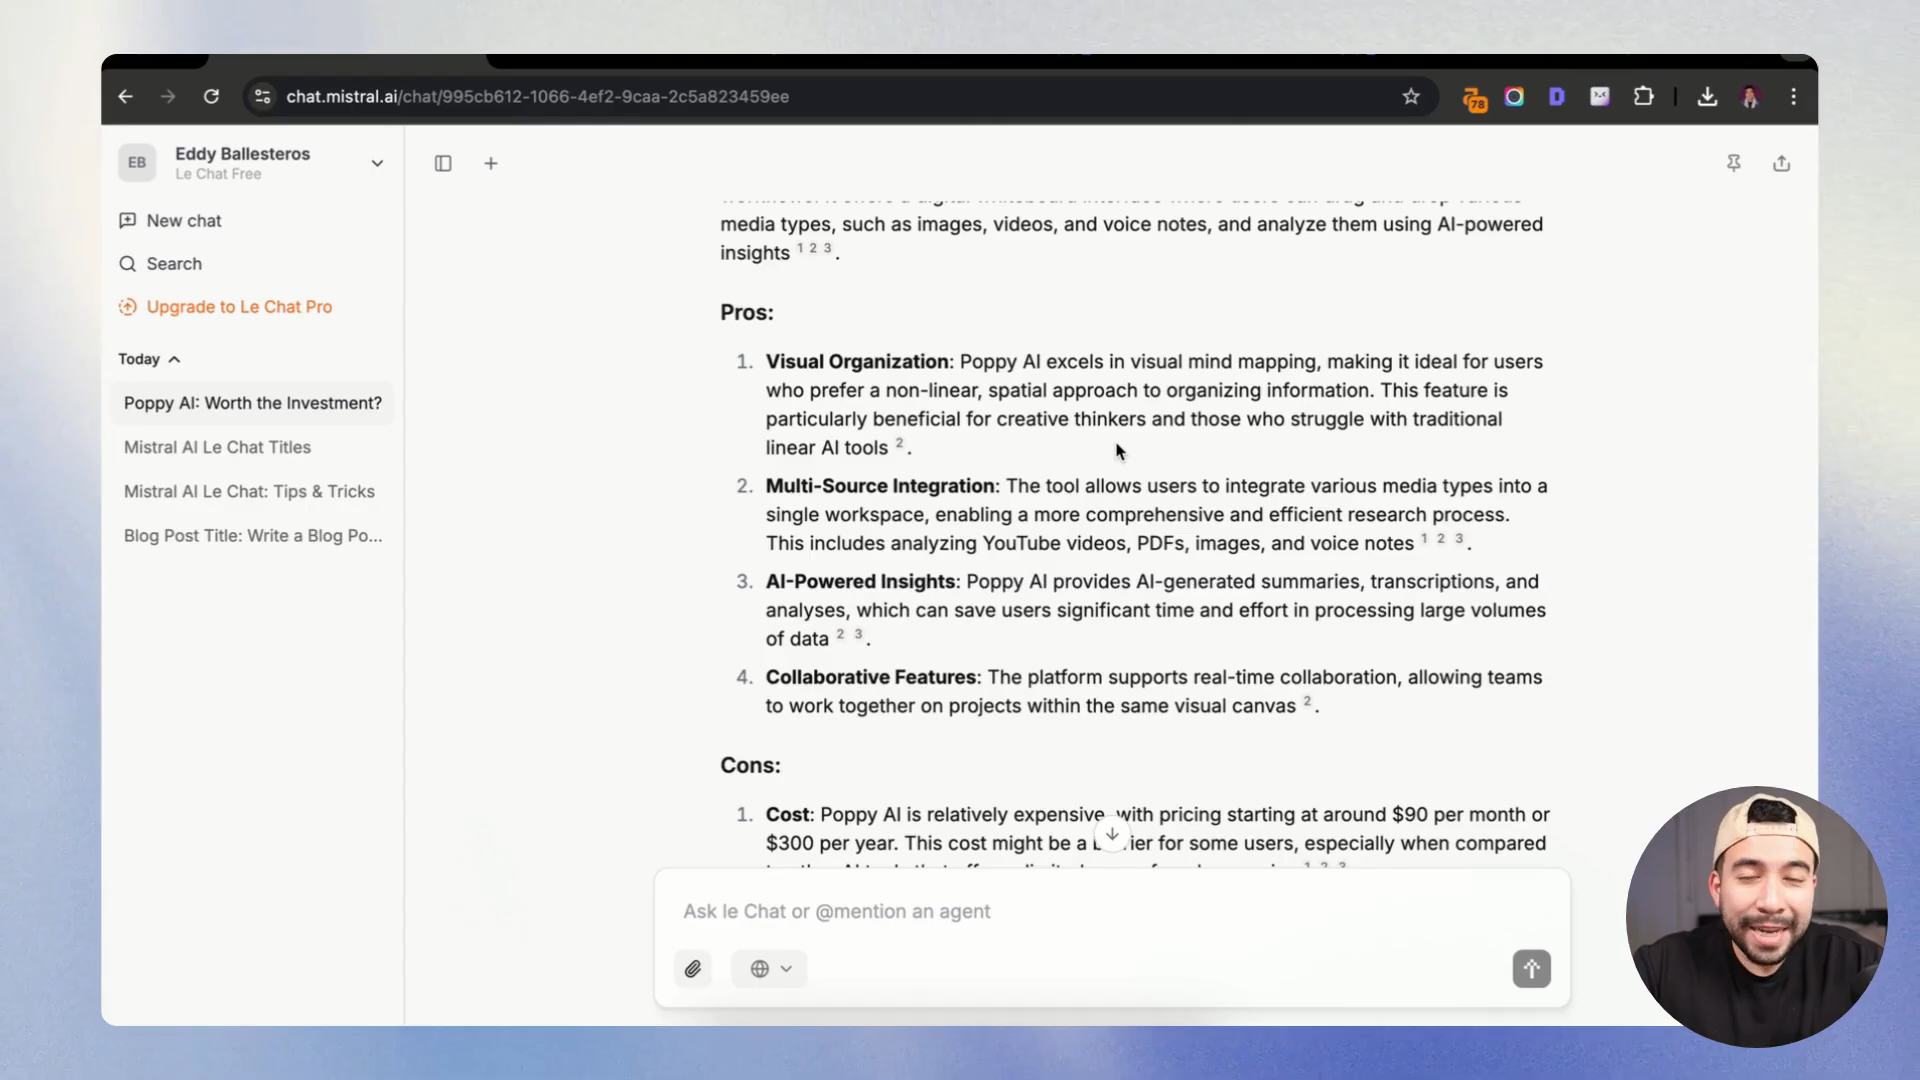 chat.mistral.ai/chat/995cb612-1066-4ef2-9caa-2c5a823459ee
78
D
EB
Eddy Ballesteros
Le Chat Free
New chat
Search
Upgrade to Le Chat Pro
Today
Poppy AI: Worth the Investment?
Mistral AI Le Chat Titles
Mistral AI Le Chat: Tips & Tricks
Blog Post Title: Write a Blog Po...
media types, such as images, videos, and voice notes, and analyze them using AI-powered
insights 1 2 3 .
Pros:
1. Visual Organization: Poppy AI excels in visual mind mapping, making it ideal for users
who prefer a non-linear, spatial approach to organizing information. This feature is
particularly beneficial for creative thinkers and those who struggle with traditional
linear AI tools 2 .
2. Multi-Source Integration: The tool allows users to integrate various media types into a
single workspace, enabling a more comprehensive and efficient research process.
This includes analyzing YouTube videos, PDFs, images, and voice notes 1 2 3 .
3. AI-Powered Insights: Poppy AI provides AI-generated summaries, transcriptions, and
analyses, which can save users significant time and effort in processing large volumes
of data 2 3 .
4. Collaborative Features: The platform supports real-time collaboration, allowing teams
to work together on projects within the same visual canvas 2 .
Cons:
1. Cost: Poppy AI is relatively expensive, with pricing starting at around $90 per month or
$300 per year. This cost might be a for some users, especially when compared
1 2 3
Ask le Chat or @mention an agent